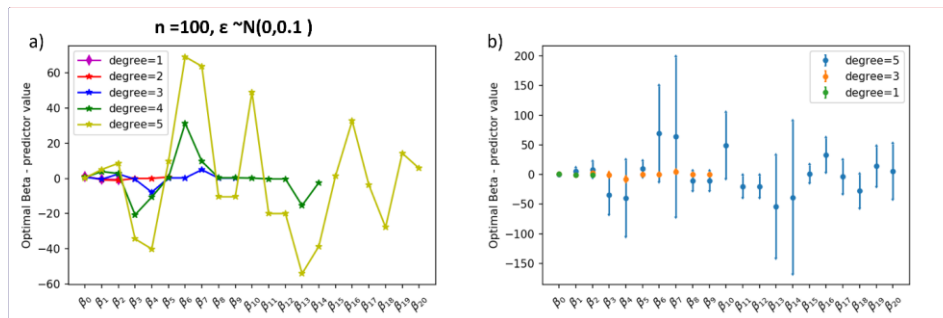 n =100, ε ~N(0,0.1 )
a)
Optimal Beta - predictor value
60
40
20
0
−20
−40
−60
degree=1
degree=2
degree=3
degree=4
degree=5
β0 β1 β2 β3 β4 β5 β6 β7 β8 β9 β10 β11 β12 β13 β14 β15 β16 β17 β18 β19 β20
b)
Optimal Beta - predictor value
200
150
100
50
0
−50
−100
−150
degree=5
degree=3
degree=1
β0 β1 β2 β3 β4 β5 β6 β7 β8 β9 β10 β11 β12 β13 β14 β15 β16 β17 β18 β19 β20